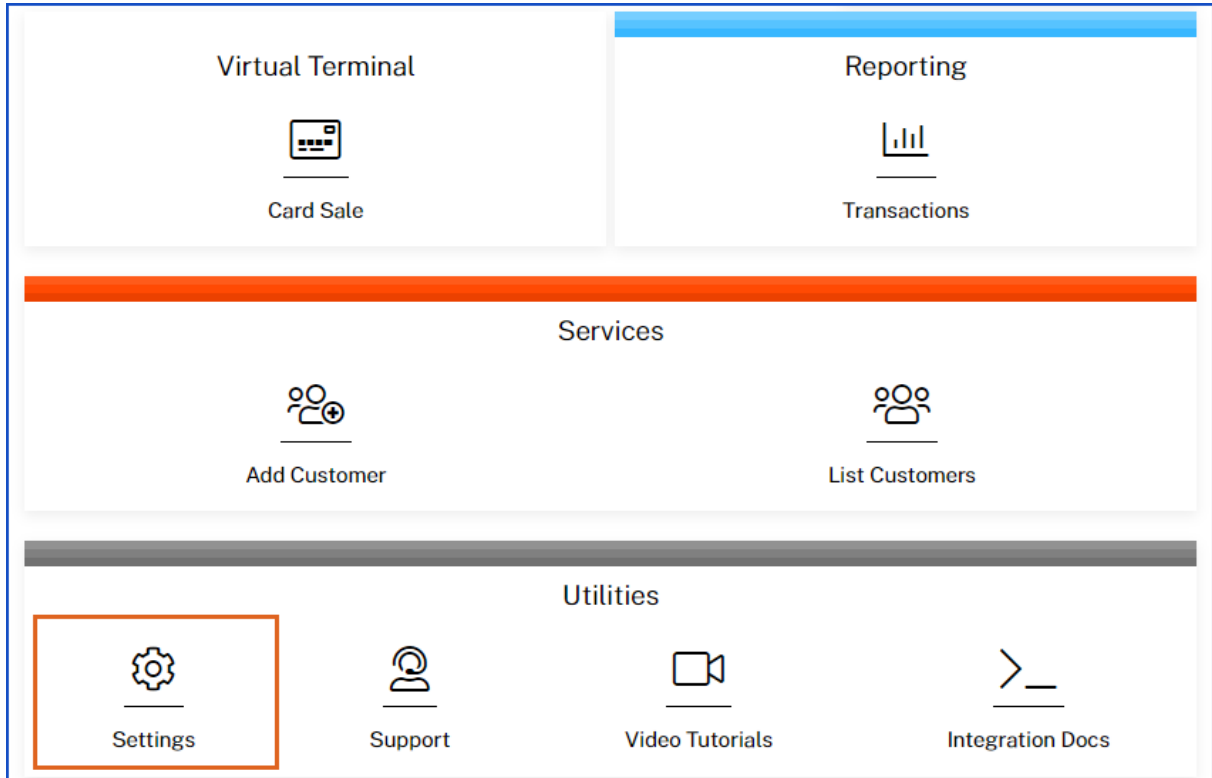 Virtual Terminal
Reporting
Card Sale
Transactions
Services
Add Customer
List Customers
Utilities
Settings
Support
Video Tutorials
Integration Docs